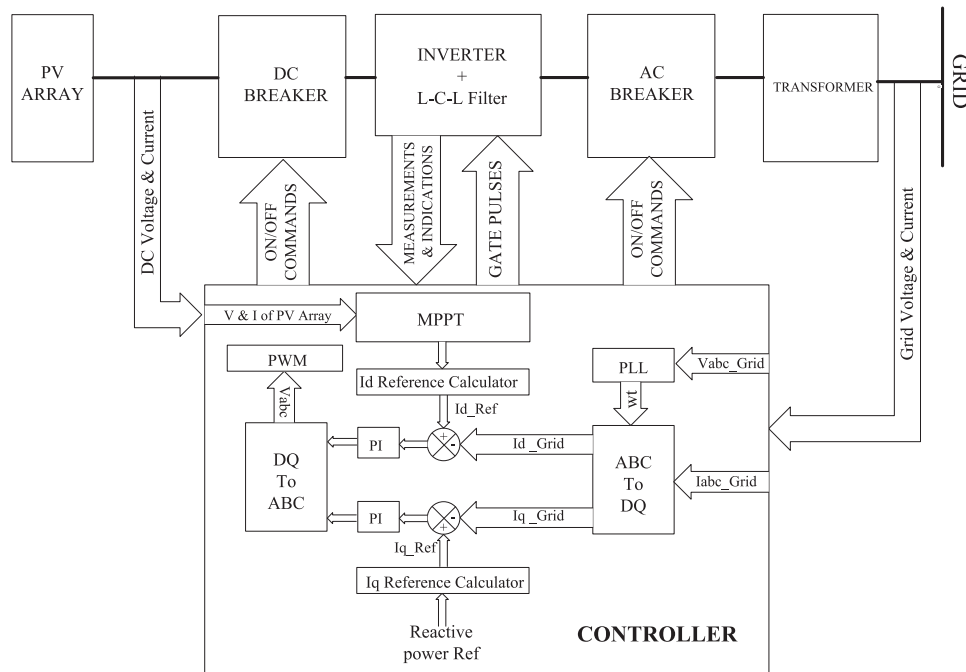 PV
ARRAY
DC
BREAKER
INVERTER
+
L-C-L Filter
AC
BREAKER
TRANSFORMER
GRID
DC Voltage & Current
ON/OFF
COMMANDS
MEASUREMENTS
& INDICATIONS
GATE PULSES
ON/OFF
COMMANDS
Grid Voltage & Current
V & I of PV Array
MPPT
PWM
Id Reference Calculator
PLL
Vabc_Grid
Vabc
Id_Ref
wt
DQ
To
ABC
PI
+
-
Id _Grid
ABC
To
DQ
Iabc_Grid
PI
-
+
Iq _Grid
Iq_Ref
Iq Reference Calculator
Reactive
power Ref
CONTROLLER